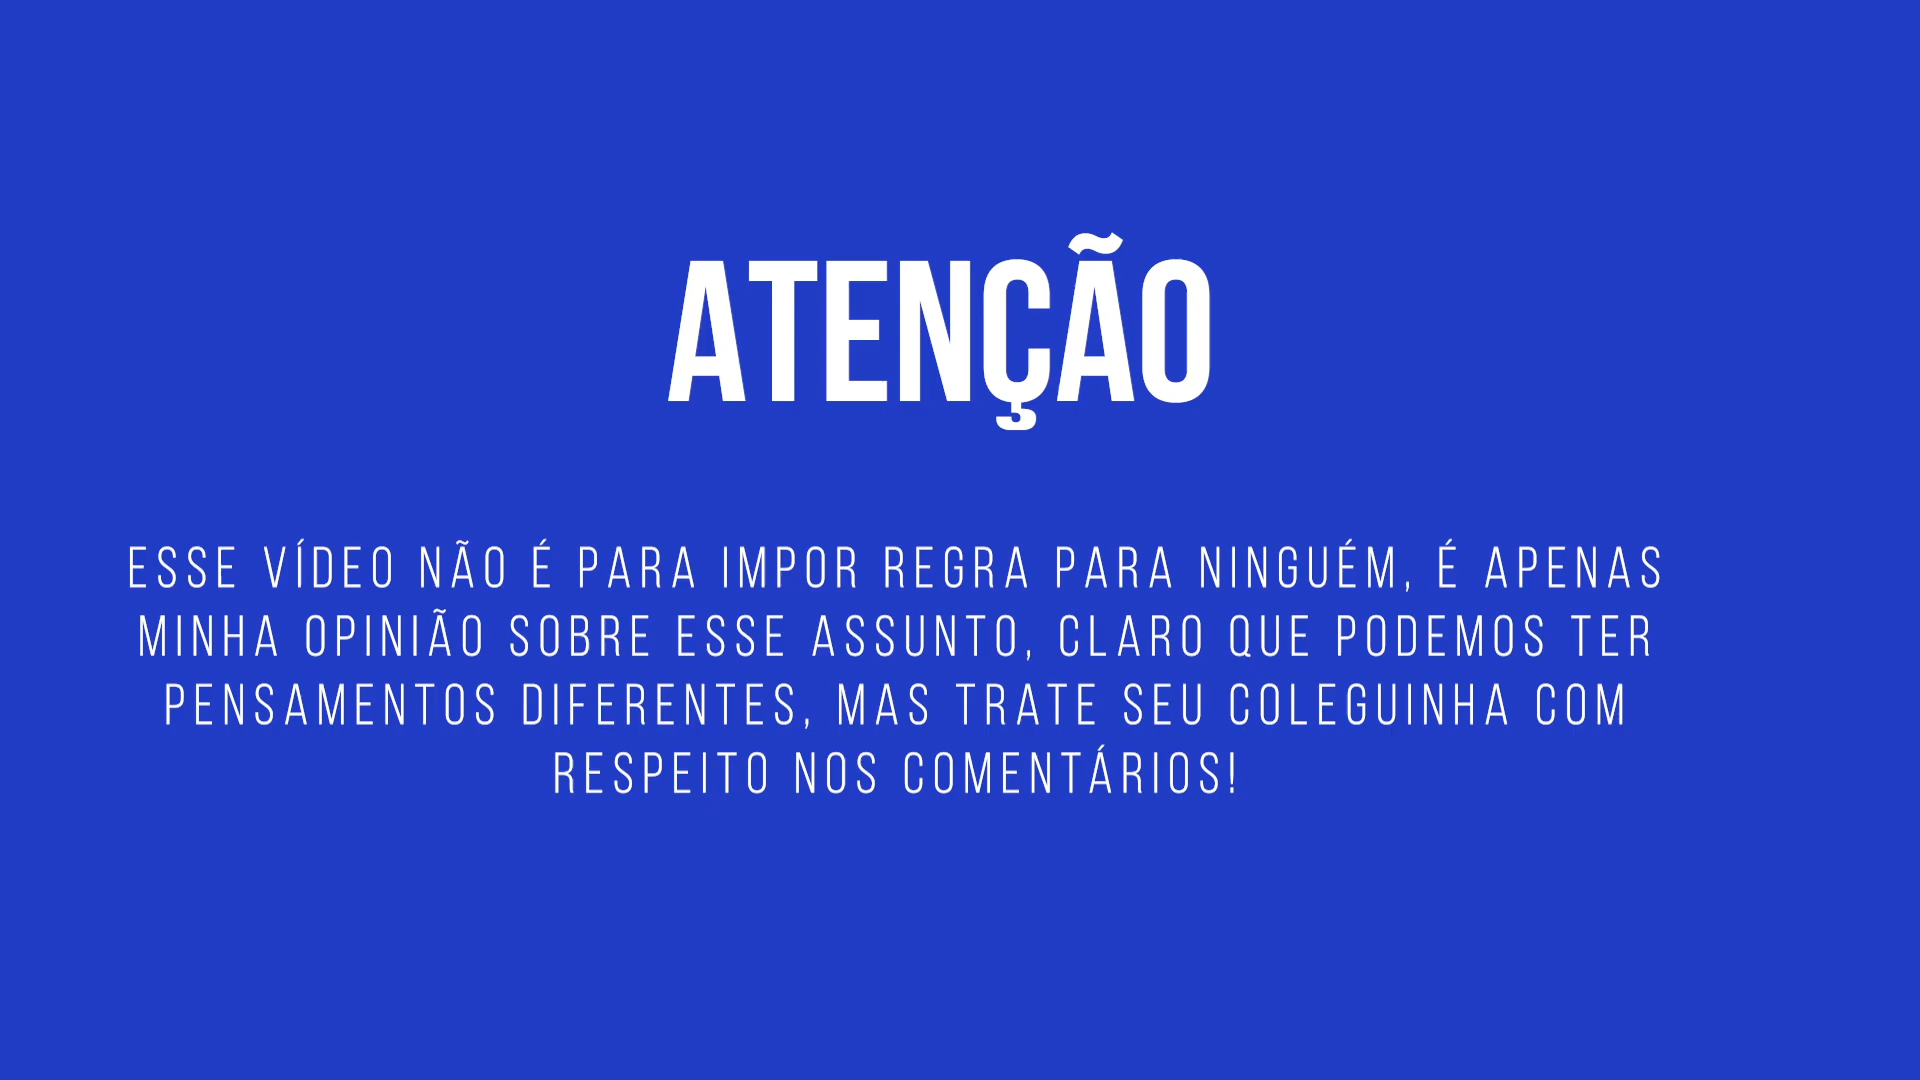 ATENÇÃO
ESSE VÍDEO NÃO É PARA IMPOR REGRA PARA NINGUÉM, É APENAS
MINHA OPINIÃO SOBRE ESSE ASSUNTO, CLARO QUE PODEMOS TER
PENSAMENTOS DIFERENTES, MAS TRATE SEU COLEGUINHA COM
RESPEITO NOS COMENTÁRIOS!